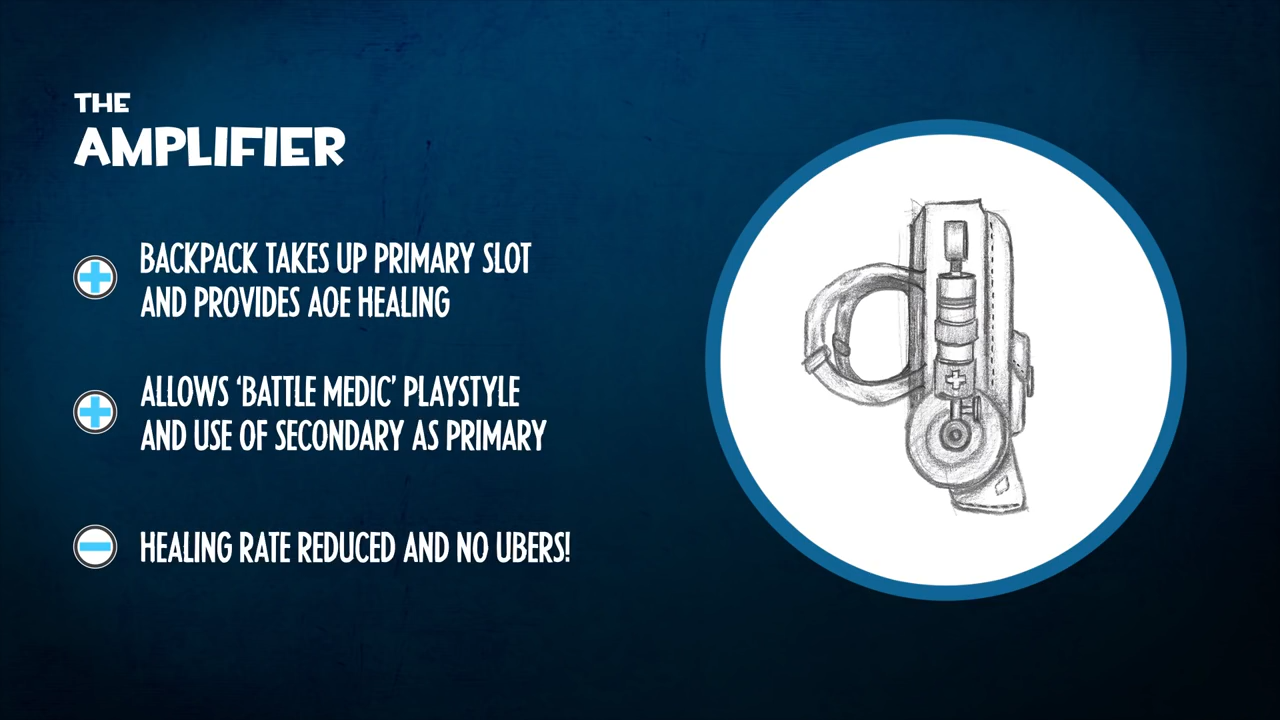 THE
AMPLIFIER
BACKPACK TAKES UP PRIMARY SLOT
AND PROVIDES AOE HEALING
ALLOWS ‘BATTLE MEDIC’ PLAYSTYLE
AND USE OF SECONDARY AS PRIMARY
HEALING RATE REDUCED AND NO UBERS!